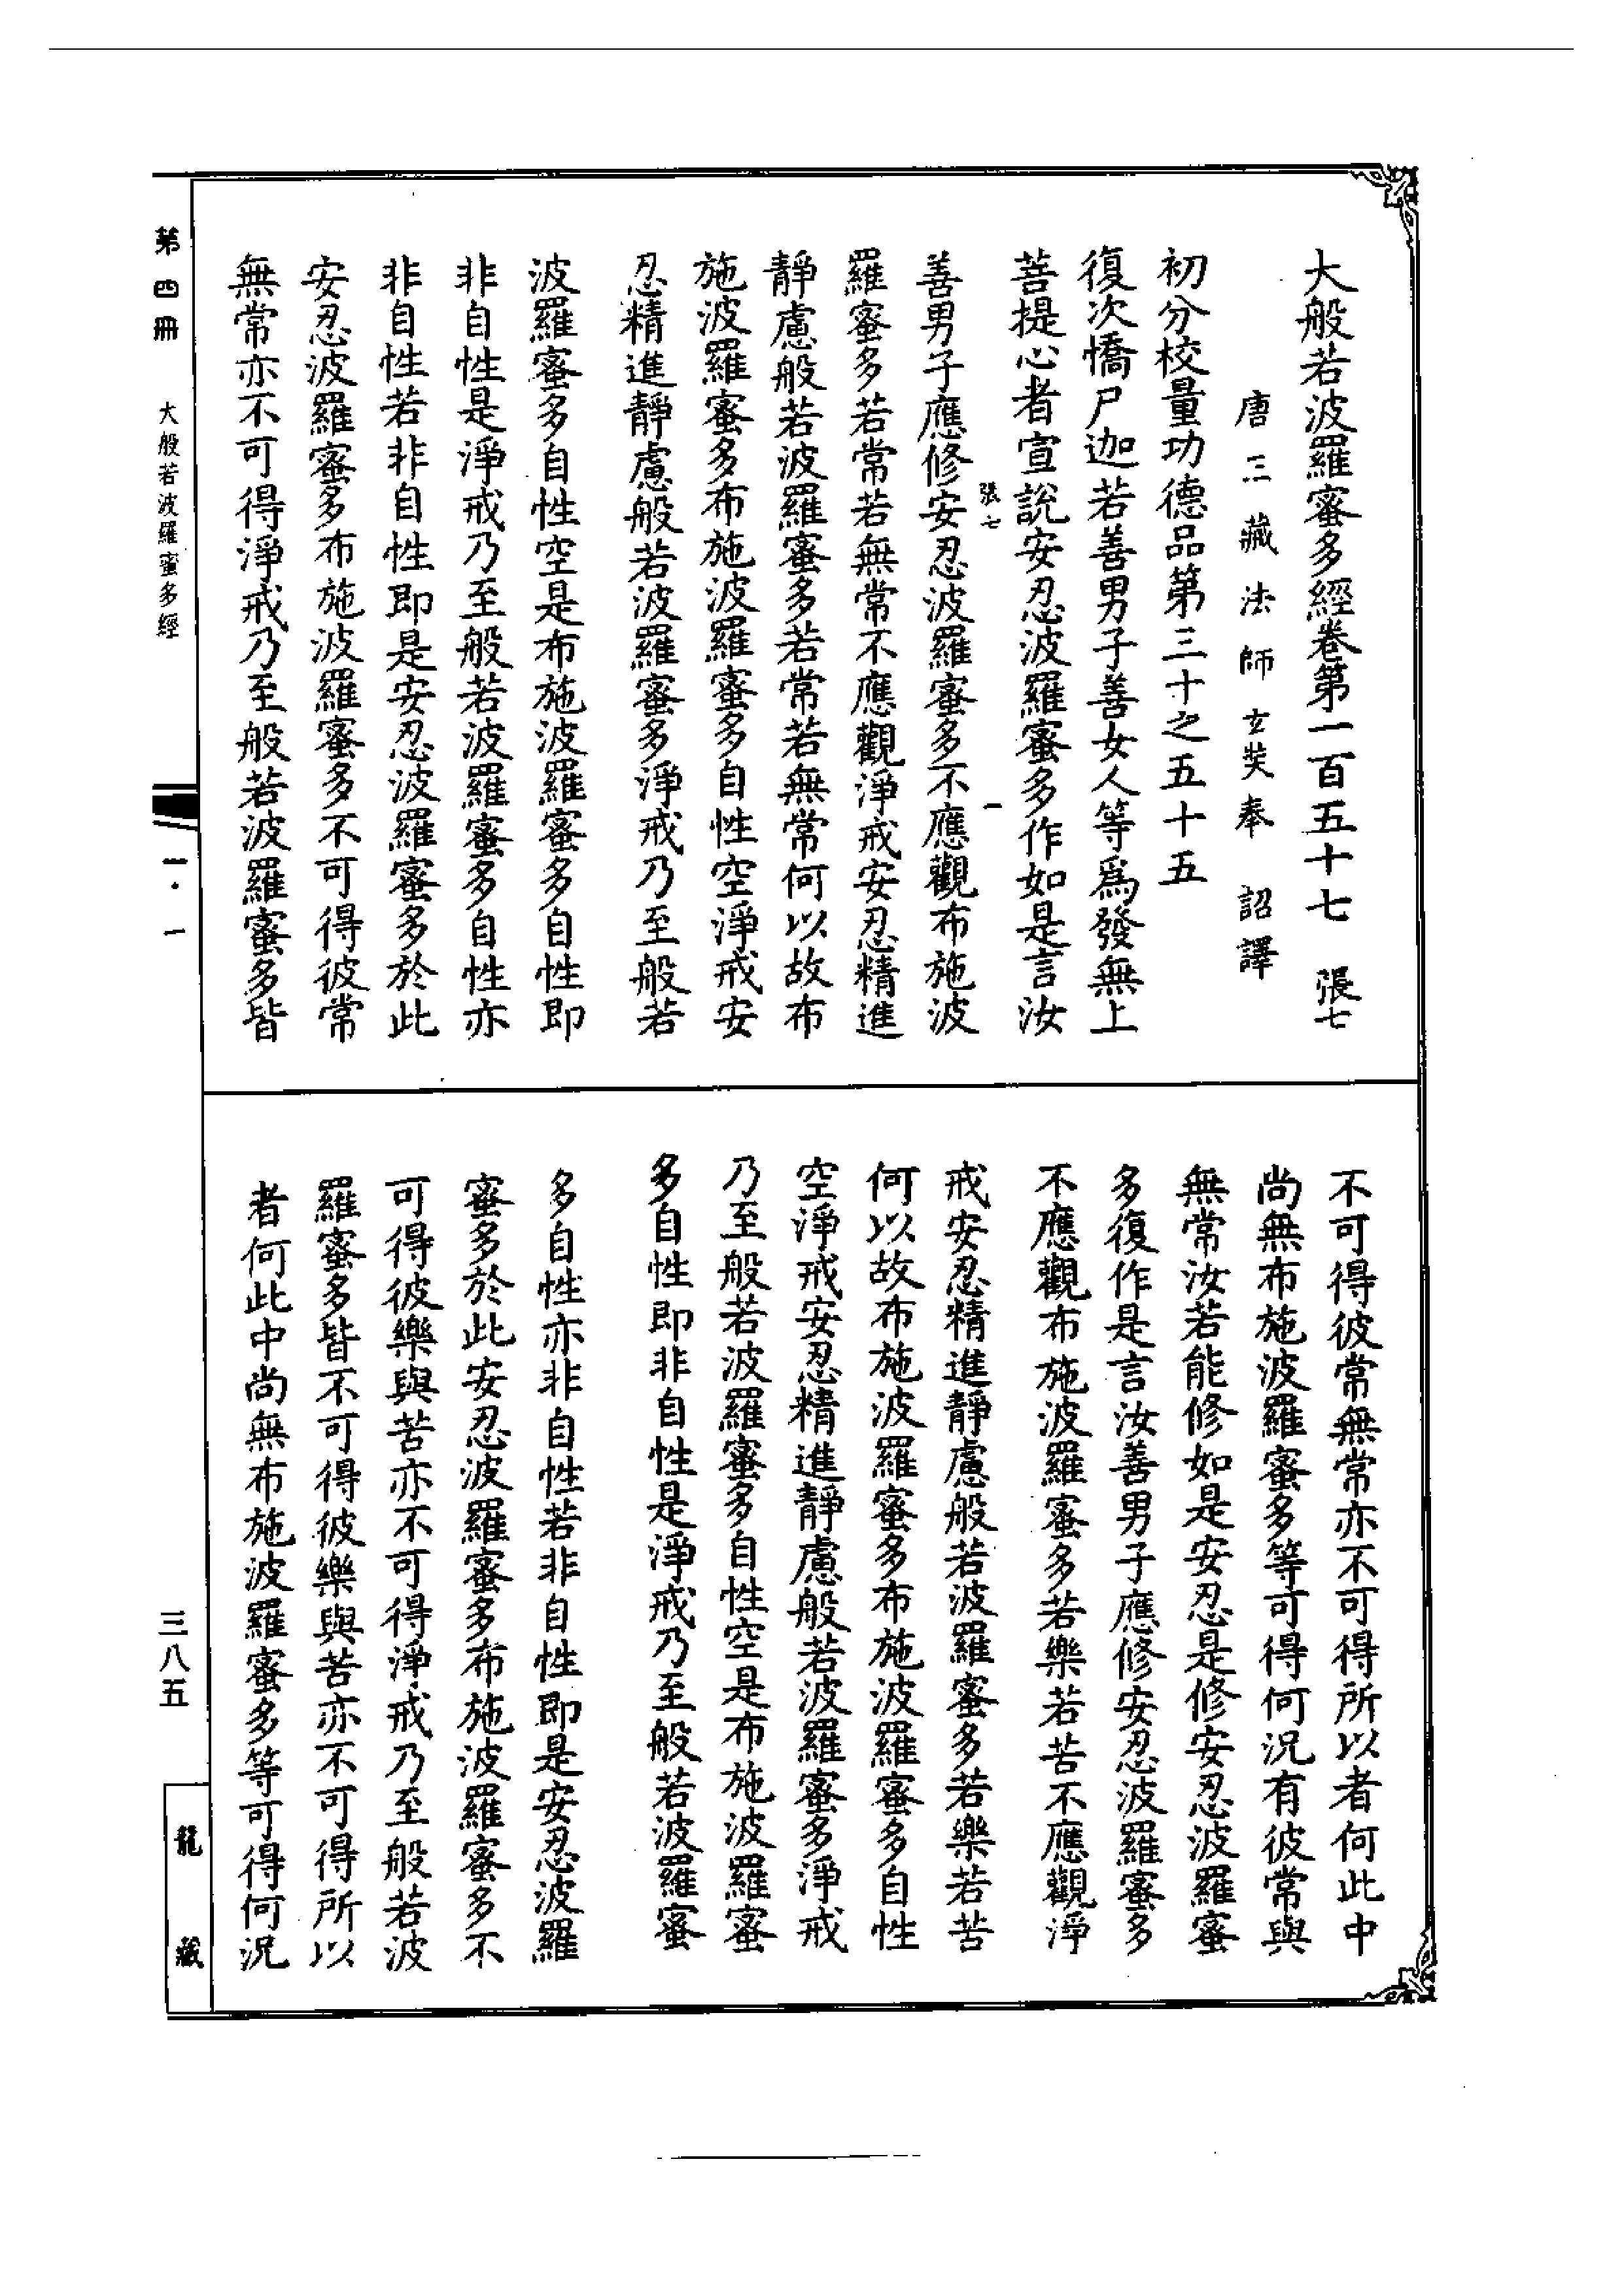 大般若波羅蜜多經卷第一百五十七　張七
唐三藏法師玄奘奉　詔譯
初分校量功德品第三十之五十五
復次憍尸迦若善男子善女人等爲發無上
菩提心者宣說安忍波羅蜜多作如是言汝
張七　一
善男子應修安忍波羅蜜多不應觀布施波
羅蜜多若常若無常不應觀淨戒安忍精進
靜慮般若波羅蜜多若常若無常何以故布
施波羅蜜多布施波羅蜜多自性空淨戒安
忍精進靜慮般若波羅蜜多淨戒乃至般若
波羅蜜多自性空是布施波羅蜜多自性即
非自性是淨戒乃至般若波羅蜜多自性亦
非自性若非自性即是安忍波羅蜜多於此
安忍波羅蜜多布施波羅蜜多不可得彼常
無常亦不可得淨戒乃至般若波羅蜜多皆
不可得彼常無常亦不可得所以者何此中
尚無布施波羅蜜多等可得何況有彼常與
無常汝若能修如是安忍是修安忍波羅蜜
多復作是言汝善男子應修安忍波羅蜜多
不應觀布施波羅蜜多若樂若苦不應觀淨
戒安忍精進靜慮般若波羅蜜多若樂若苦
何以故布施波羅蜜多布施波羅蜜多自性
空淨戒安忍精進靜慮般若波羅蜜多淨戒
乃至般若波羅蜜多自性空是布施波羅蜜
多自性即非自性是淨戒乃至般若波羅蜜
多自性亦非自性若非自性即是安忍波羅
蜜多於此安忍波羅蜜多布施波羅蜜多不
可得彼樂與苦亦不可得淨戒乃至般若波
羅蜜多皆不可得彼樂與苦亦不可得所以
者何此中尚無布施波羅蜜多等可得何況
第四冊　大般若波羅蜜多經　一·一　三八五　龍藏